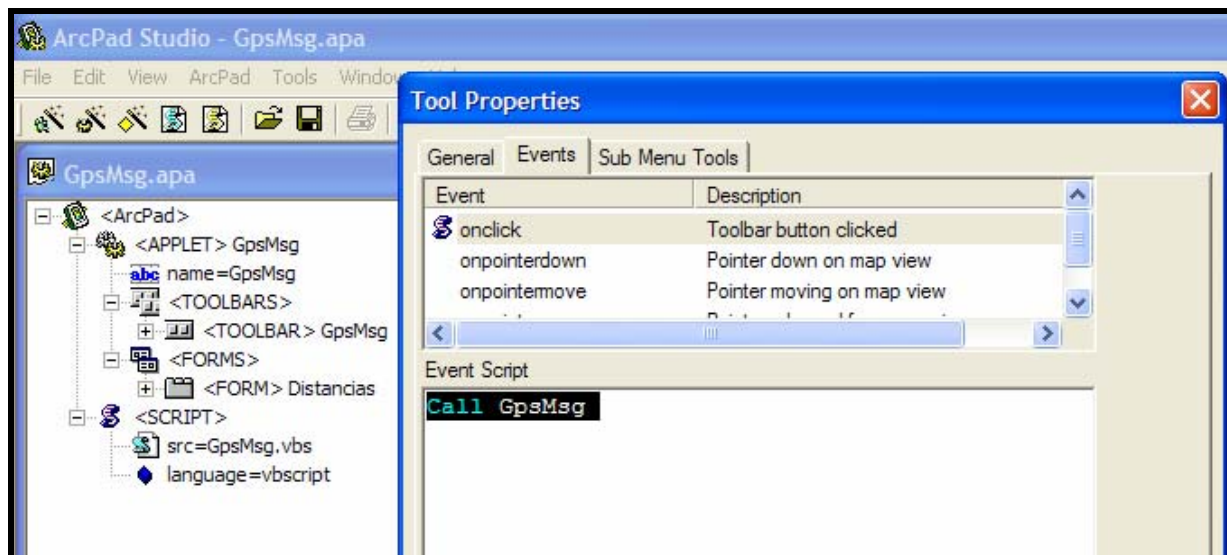 ArcPad Studio - GpsMsg.apa
File Edit View ArcPad Tools Window
Tool Properties
General Events Sub Menu Tools
GpsMsg.apa
Event Description
onclick Toolbar button clicked
onpointerdown Pointer down on map view
onpointermove Pointer moving on map view
<ArcPad>
<APPLET> GpsMsg
abc name=GpsMsg
<TOOLBARS>
<TOOLBAR> GpsMsg
<FORMS>
<FORM> Distancias
<SCRIPT>
src=GpsMsg.vbs
language=vbscript
Event Script
Call GpsMsg